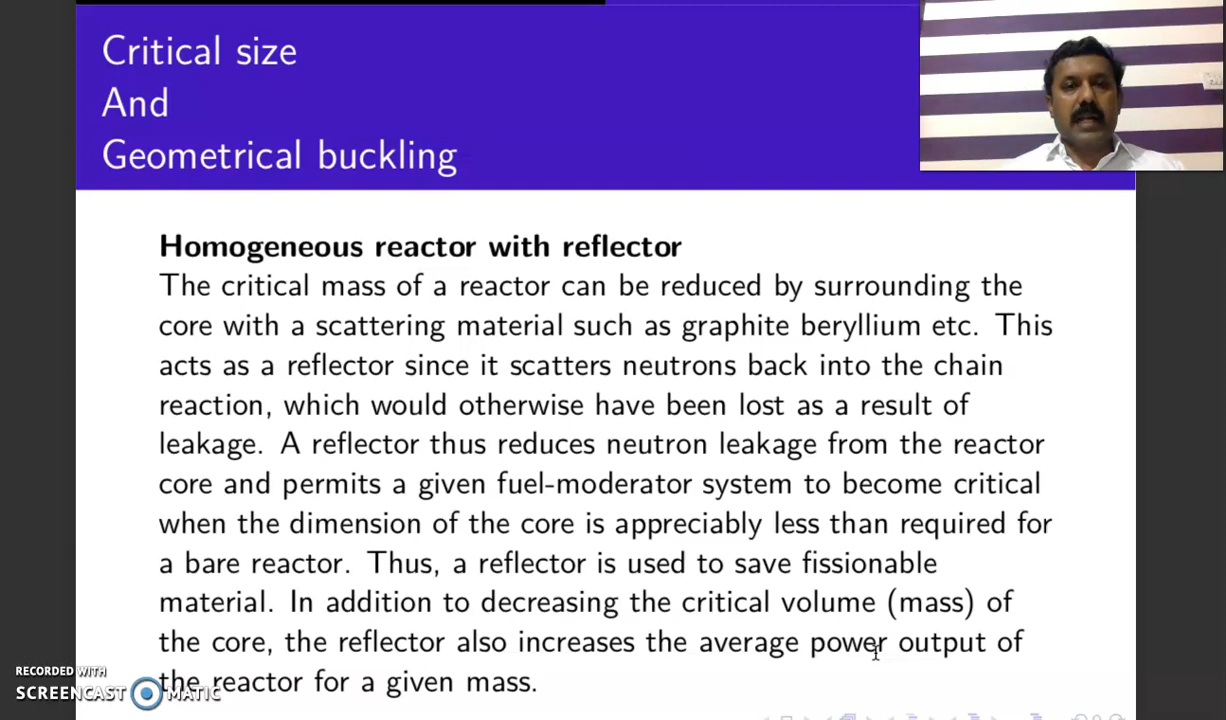 Critical size
And
Geometrical buckling
Homogeneous reactor with reflector
The critical mass of a reactor can be reduced by surrounding the
core with a scattering material such as graphite beryllium etc. This
acts as a reflector since it scatters neutrons back into the chain
reaction, which would otherwise have been lost as a result of
leakage. A reflector thus reduces neutron leakage from the reactor
core and permits a given fuel-moderator system to become critical
when the dimension of the core is appreciably less than required for
a bare reactor. Thus, a reflector is used to save fissionable
material. In addition to decreasing the critical volume (mass) of
the core, the reflector also increases the average power output of
the reactor for a given mass.
RECORDED WITH
SCREENCAST MATIC